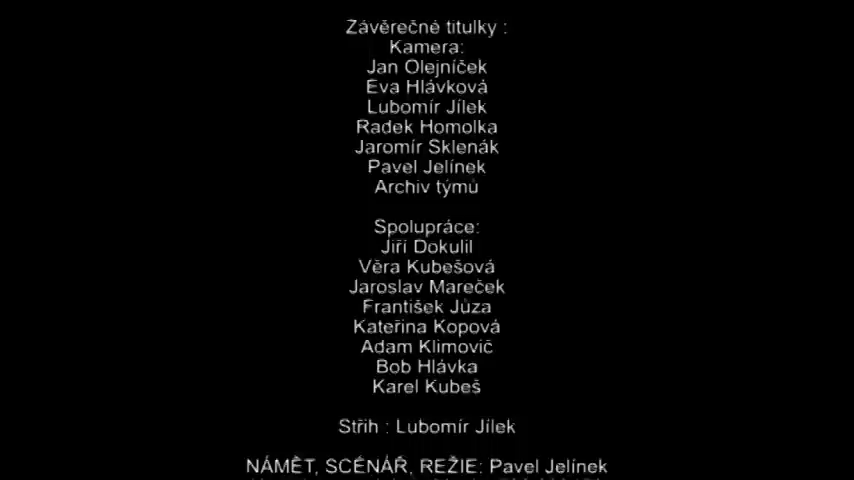 Závěrečné titulky :
Kamera:
Jan Olejníček
Eva Hlávková
Lubomír Jílek
Radek Homolka
Jaromír Sklenák
Pavel Jelínek
Archiv týmů

Spolupráce:
Jiří Dokulil
Věra Kubešová
Jaroslav Mareček
František Jůza
Kateřina Kopová
Adam Klimovič
Bob Hlávka
Karel Kubeš

Střih : Lubomír Jílek

NÁMĚT, SCÉNÁŘ, REŽIE: Pavel Jelínek